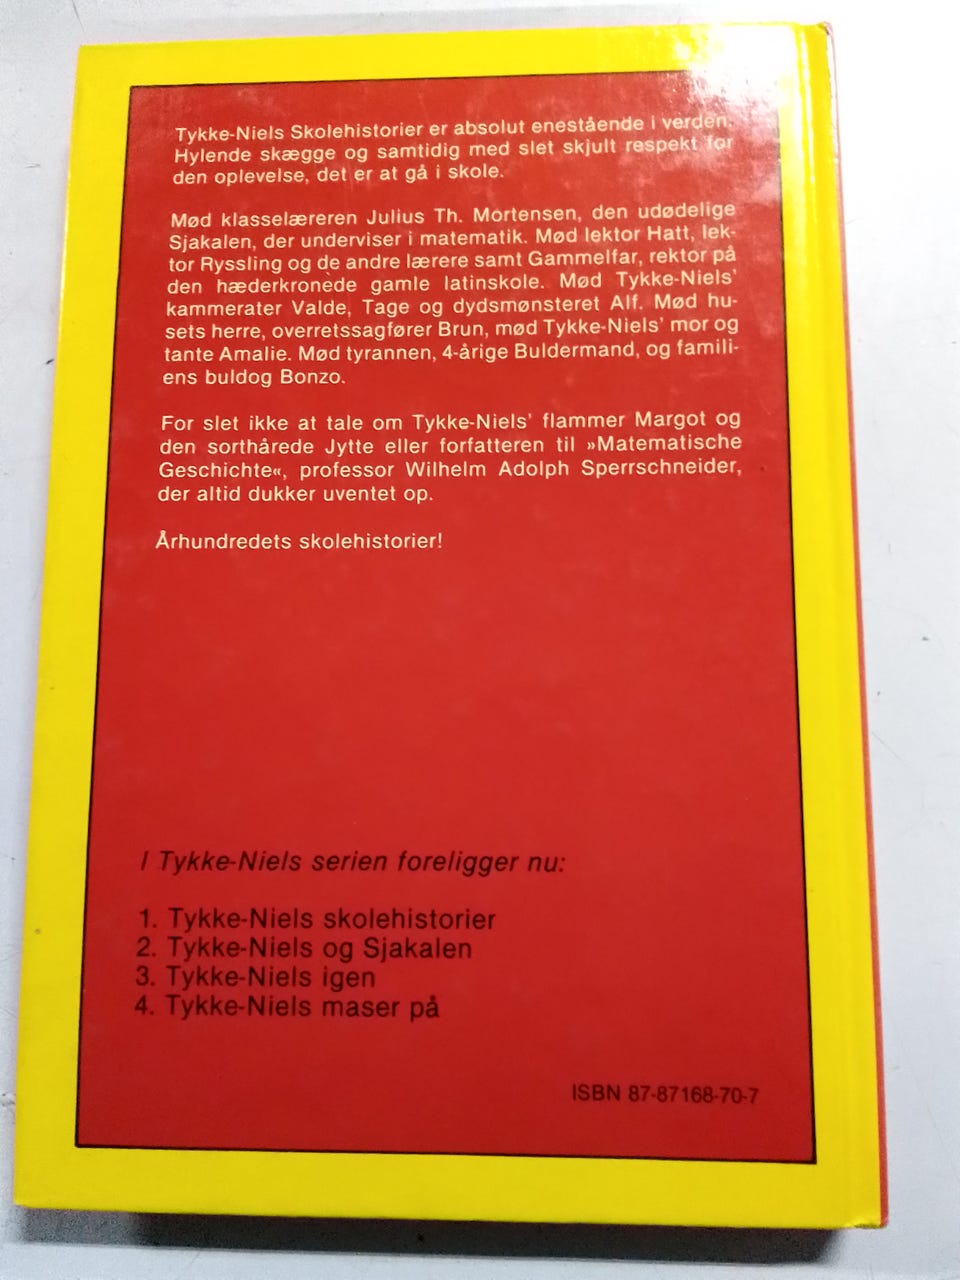 Tykke-Niels Skolehistorier er absolut enestående i verden.
Hylende skægge og samtidig med slet skjult respekt for
den oplevelse, det er at gå i skole.
Mød klasselæreren Julius Th. Mortensen, den udødelige
Sjakalen, der underviser i matematik. Mød lektor Hatt, lek-
tor Ryssling og de andre lærere samt Gammelfar, rektor på
den hæderkronede gamle latinskole. Mød Tykke-Niels’
kammerater Valde, Tage og dydsmønsteret Alf. Mød hu-
sets herre, overretssagfører Brun, mød Tykke-Niels’ mor og
tante Amalie. Mød tyrannen, 4-årige Buldermand, og famili-
ens buldog Bonzo.
For slet ikke at tale om Tykke-Niels’ flammer Margot og
den sorthårede Jytte eller forfatteren til »Matematische
Geschichte«, professor Wilhelm Adolph Sperrschneider,
der altid dukker uventet op.
Århundredets skolehistorier!
I Tykke-Niels serien foreligger nu:
1. Tykke-Niels skolehistorier
2. Tykke-Niels og Sjakalen
3. Tykke-Niels igen
4. Tykke-Niels maser på
ISBN 87-87168-70-7